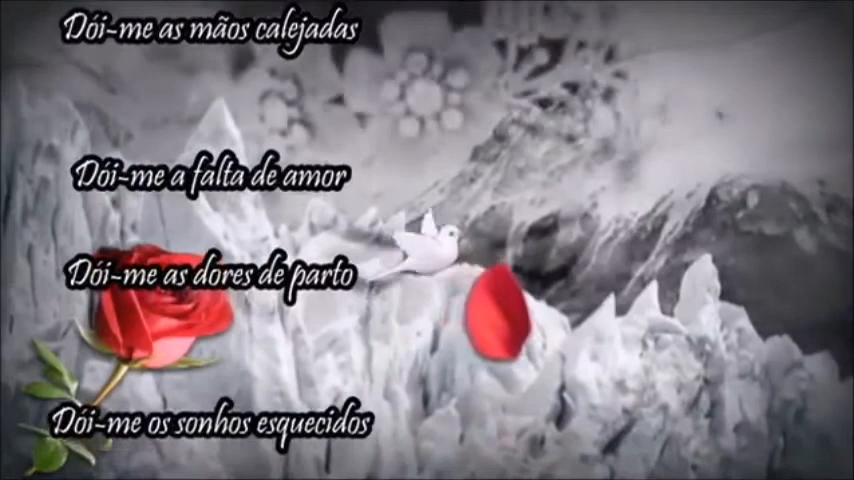 Dói-me as mãos calejadas
Dói-me a falta de amor
Dói-me as dores de parto
Dói-me os sonhos esquecidos